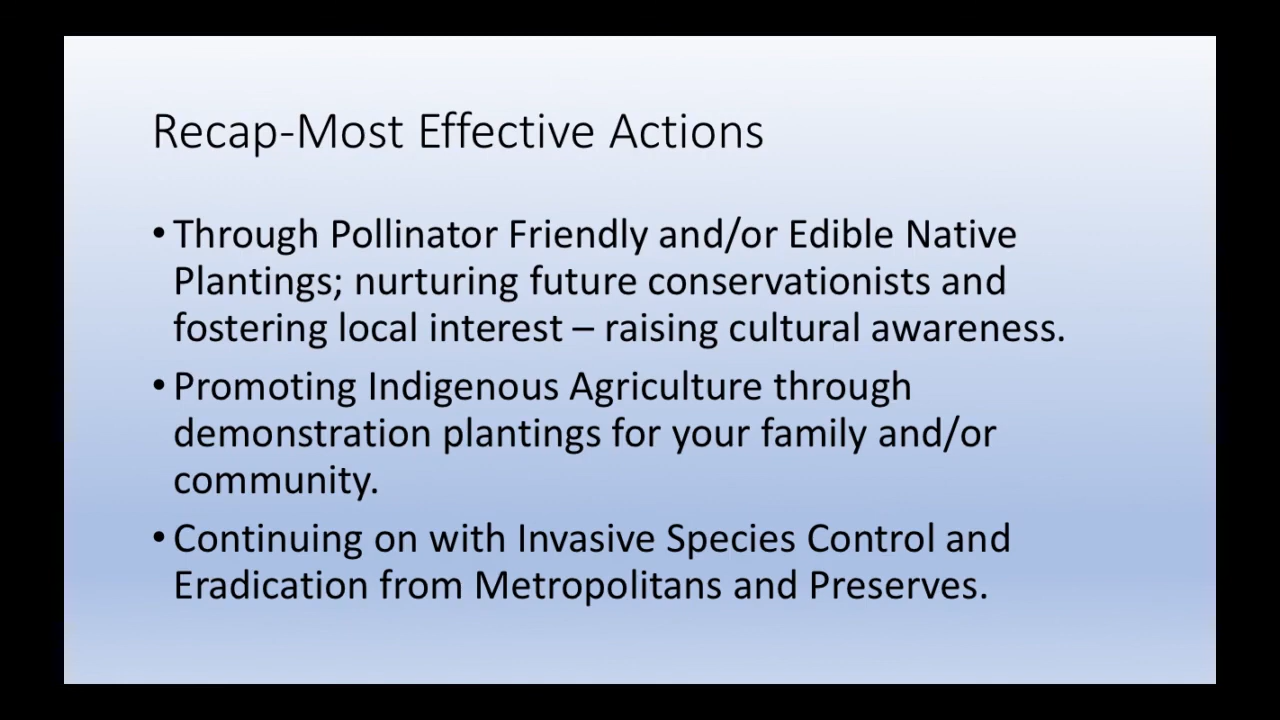 Recap-Most Effective Actions
• Through Pollinator Friendly and/or Edible Native
Plantings; nurturing future conservationists and
fostering local interest – raising cultural awareness.
• Promoting Indigenous Agriculture through
demonstration plantings for your family and/or
community.
• Continuing on with Invasive Species Control and
Eradication from Metropolitans and Preserves.